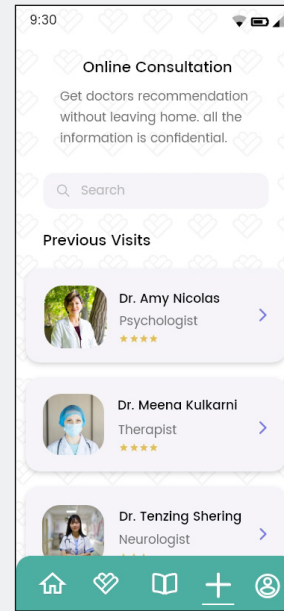 9:30
Online Consultation
Get doctors recommendation
without leaving home. all the
information is confidential.
Search
Previous Visits
Dr. Amy Nicolas
Psychologist
Dr. Meena Kulkarni
Therapist
Dr. Tenzing Shering
Neurologist